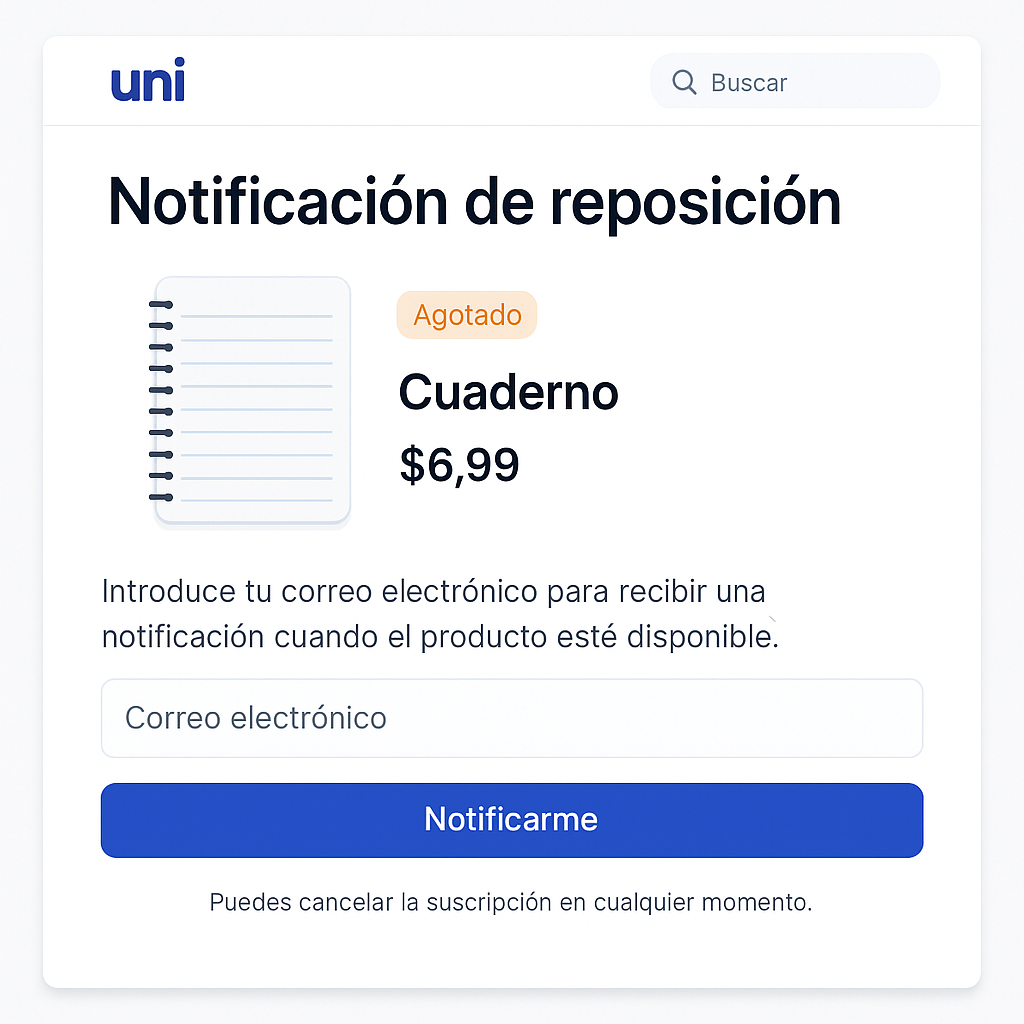 uni
Buscar
Notificación de reposición
Agotado
Cuaderno
$6,99
Introduce tu correo electrónico para recibir una
notificación cuando el producto esté disponible.
Correo electrónico
Notificarme
Puedes cancelar la suscripción en cualquier momento.